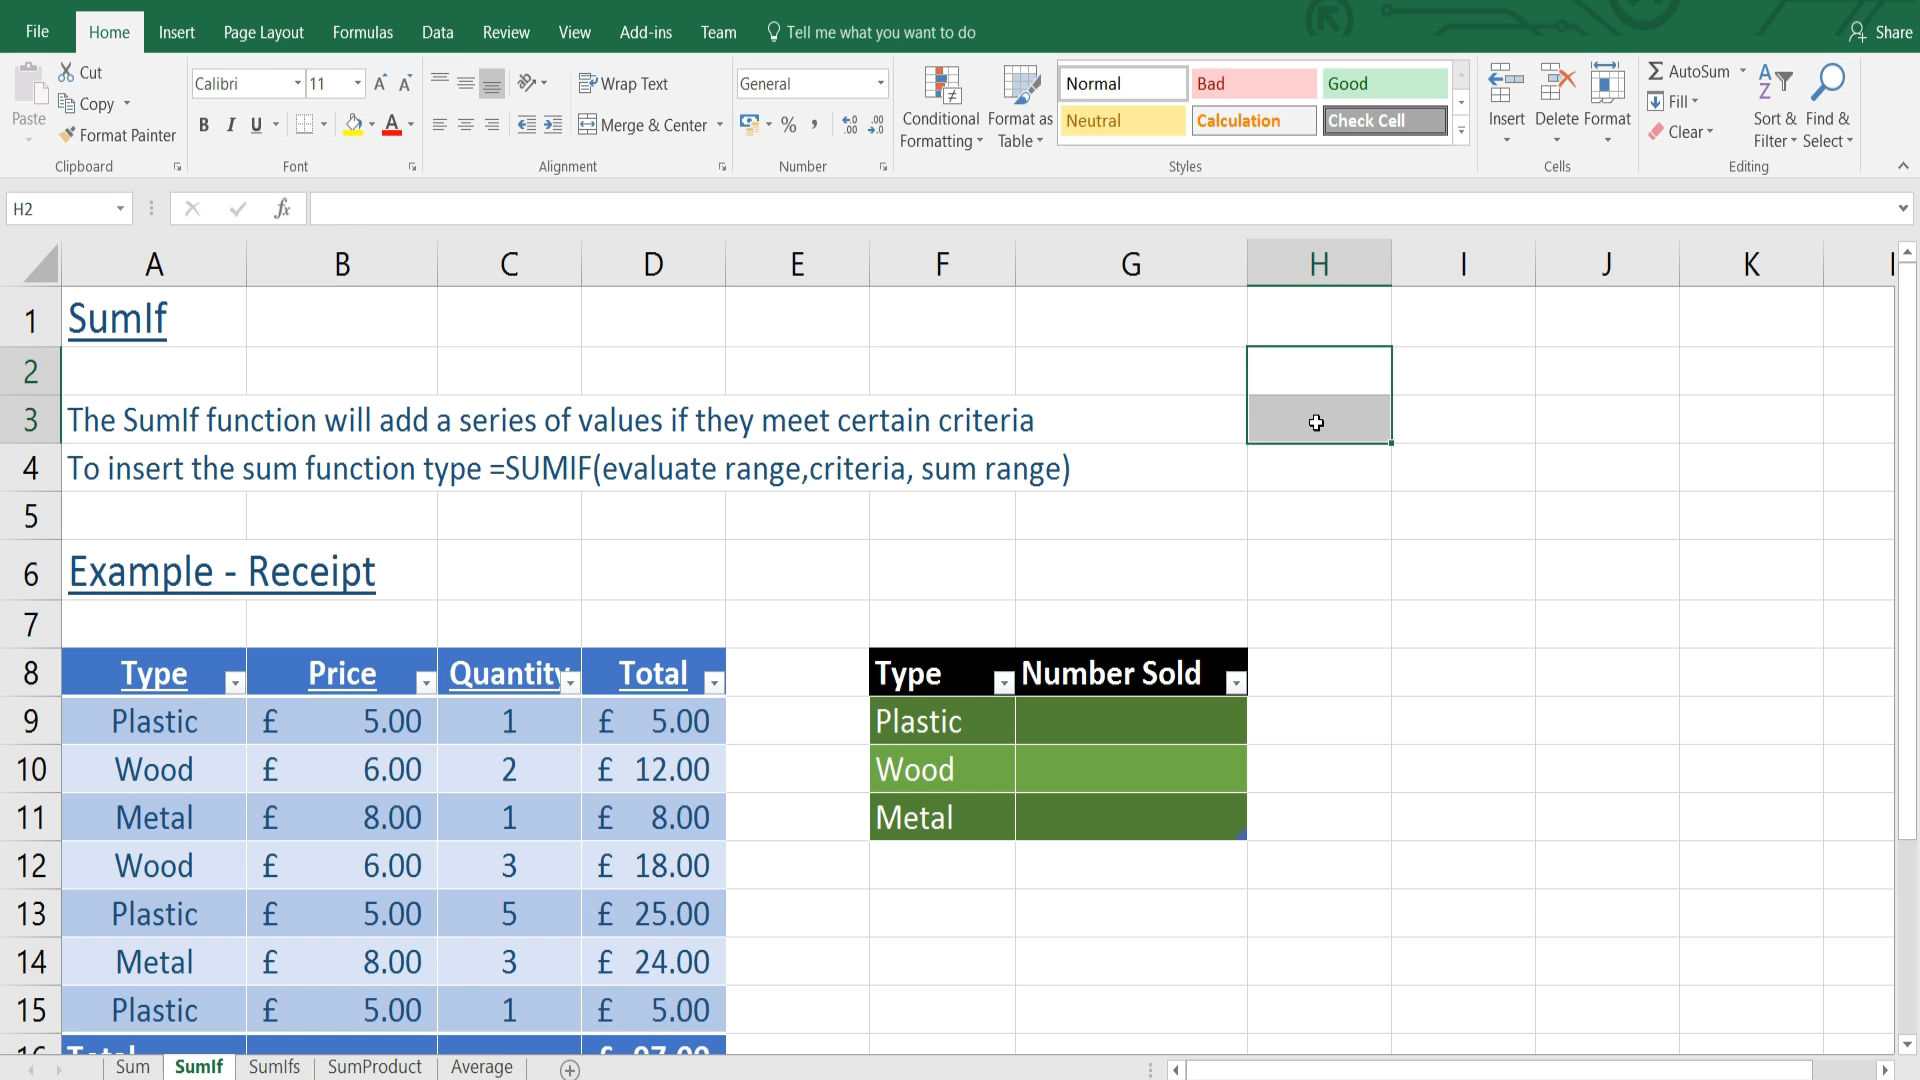 File Home Insert Page Layout Formulas Data Review View Add-ins Team Tell me what you want to do Share
Cut
Copy
Format Painter
Paste
Clipboard
Calibri 11
B I U
Font
Wrap Text
Merge & Center
Alignment
General
%
Number
Conditional Formatting
Format as Table
Normal Bad Good
Neutral Calculation Check Cell
Styles
Insert Delete Format
Cells
AutoSum
Fill
Clear
Sort & Filter
Find & Select
Editing
H2 fx
A B C D E F G H I J K
1 SumIf
2
3 The SumIf function will add a series of values if they meet certain criteria
4 To insert the sum function type =SUMIF(evaluate range,criteria, sum range)
5
6 Example - Receipt
7
8 Type Price Quantity Total Type Number Sold
9 Plastic £ 5.00 1 £ 5.00 Plastic
10 Wood £ 6.00 2 £ 12.00 Wood
11 Metal £ 8.00 1 £ 8.00 Metal
12 Wood £ 6.00 3 £ 18.00
13 Plastic £ 5.00 5 £ 25.00
14 Metal £ 8.00 3 £ 24.00
15 Plastic £ 5.00 1 £ 5.00
16 Total £ 97.00
Sum SumIf SumIfs SumProduct Average